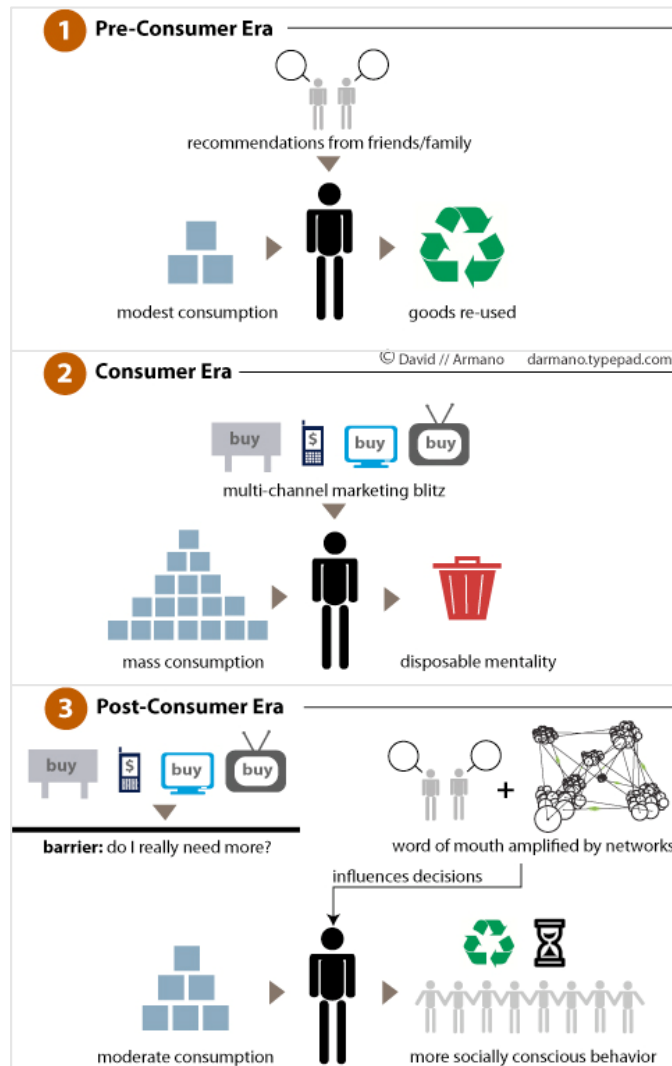 1 Pre-Consumer Era
recommendations from friends/family
modest consumption
goods re-used
© David // Armano darmano.typepad.com
2 Consumer Era
buy $ buy buy
multi-channel marketing blitz
mass consumption
disposable mentality
3 Post-Consumer Era
buy $ buy buy
+
barrier: do I really need more?
word of mouth amplified by networks
influences decisions
moderate consumption
more socially conscious behavior